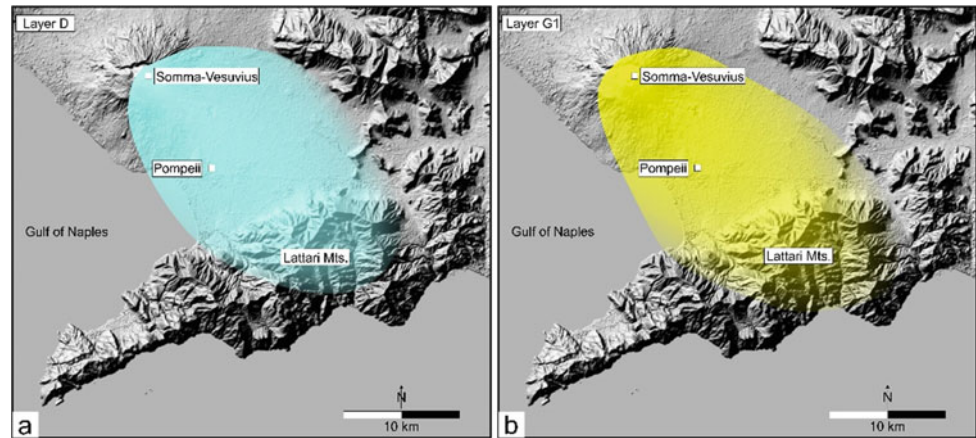 Layer D
Somma-Vesuvius
Pompeii
Gulf of Naples
Lattari Mts.
N
10 km
a
Layer G1
Somma-Vesuvius
Pompeii
Gulf of Naples
Lattari Mts.
N
10 km
b